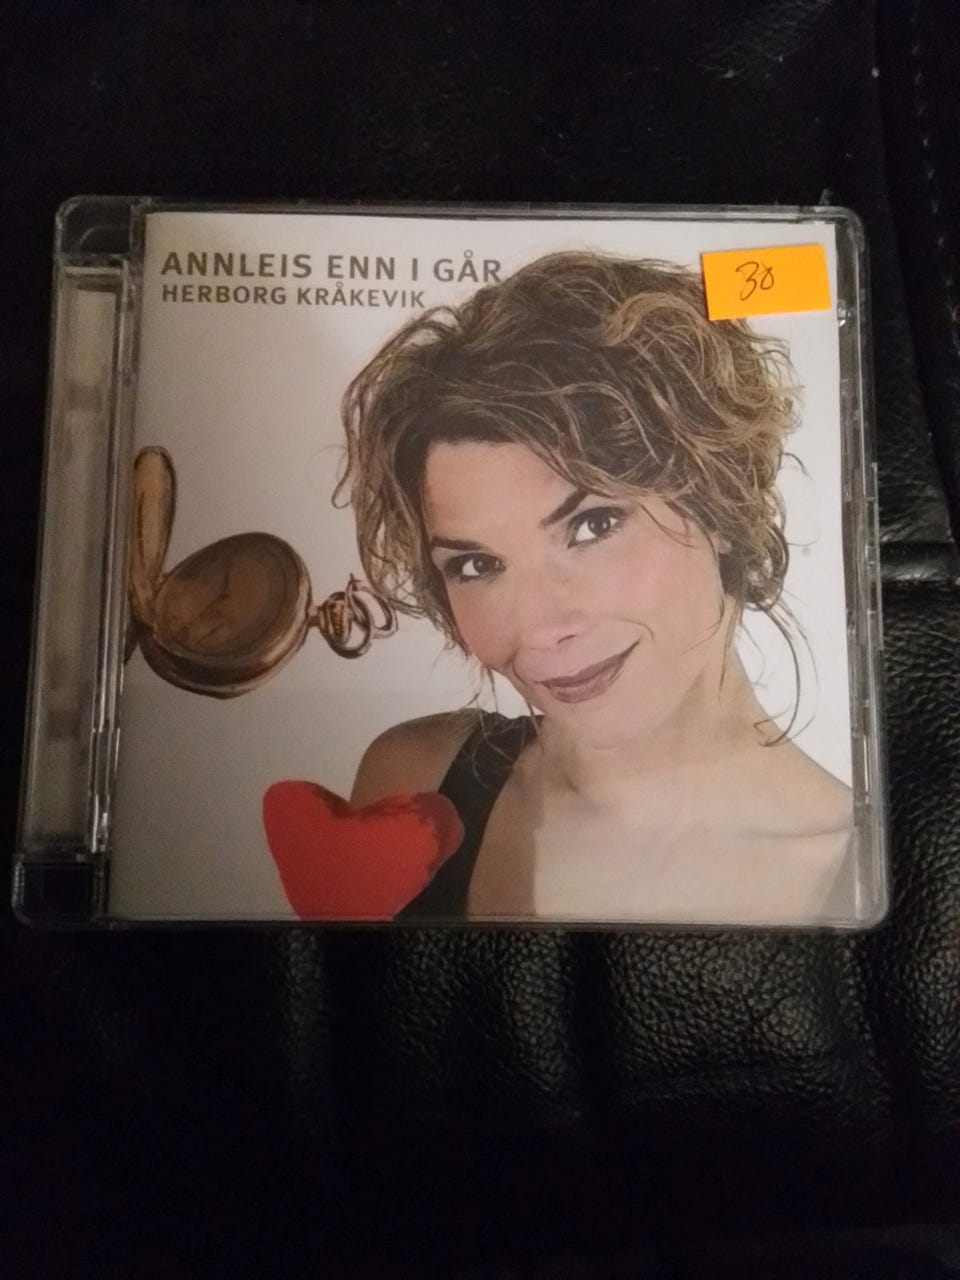 ANNLEIS ENN I GÅR
HERBORG KRÅKEVIK
30